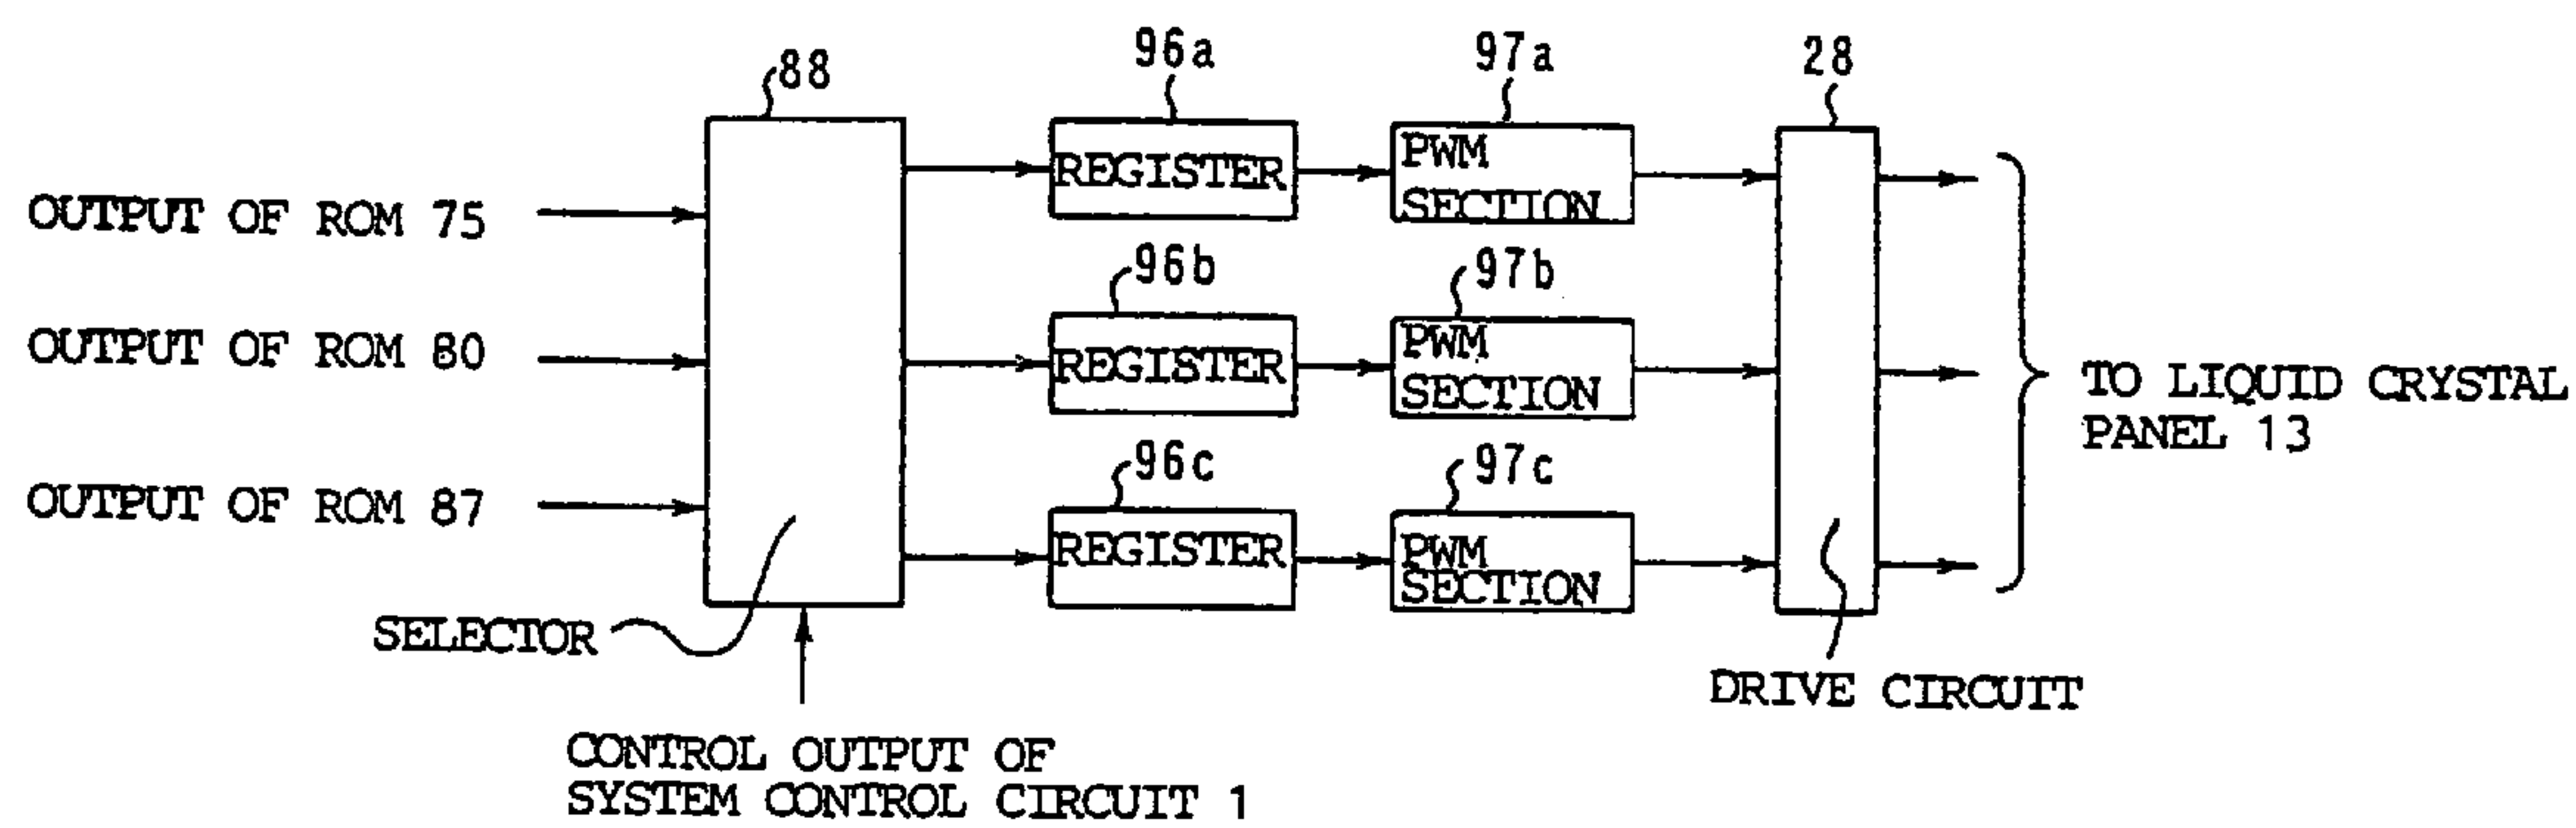 88
96a
97a
28
REGISTER
PWM
SECTION
OUTPUT OF ROM 75
96b
97b
OUTPUT OF ROM 80
REGISTER
PWM
SECTION
TO LIQUID CRYSTAL
PANEL 13
96c
97c
OUTPUT OF ROM 87
REGISTER
PWM
SECTION
SELECTOR
DRIVE CIRCUIT
CONTROL OUTPUT OF
SYSTEM CONTROL CIRCUIT 1